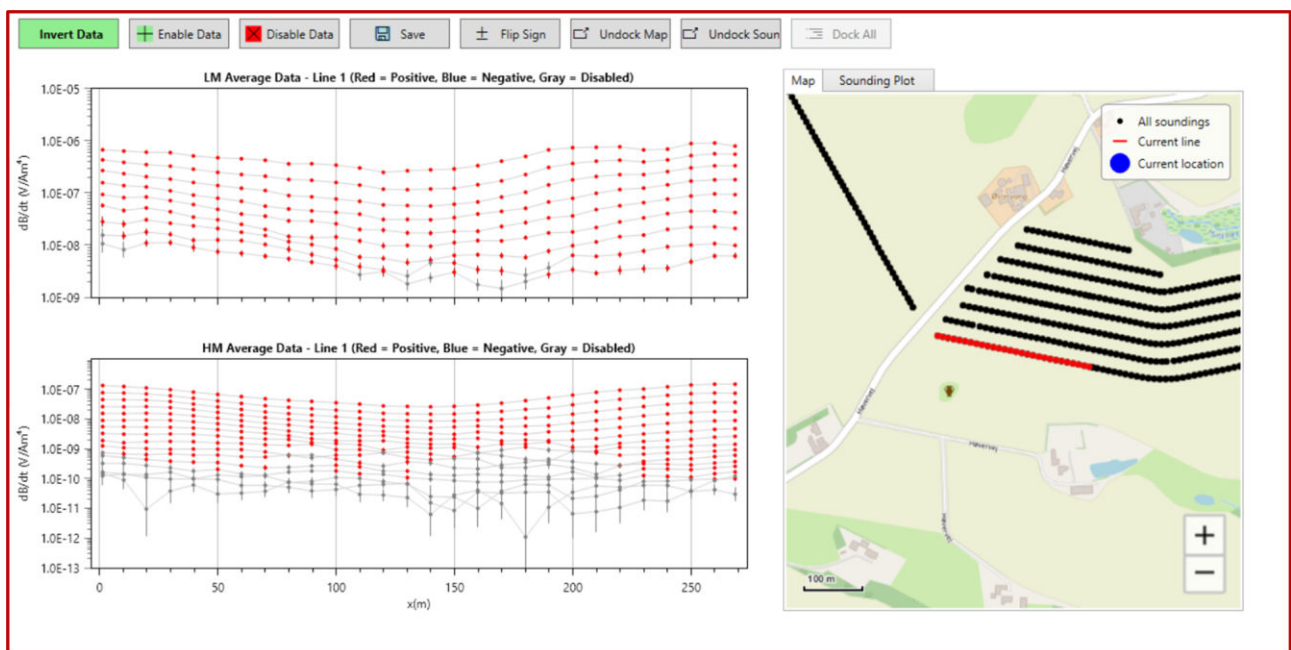 Invert Data
Enable Data
Disable Data
Save
± Flip Sign
Undock Map
Undock Soun
Dock All
LM Average Data - Line 1 (Red = Positive, Blue = Negative, Gray = Disabled)
dB/dt (V/Am⁴)
1.0E-05
1.0E-06
1.0E-07
1.0E-08
1.0E-09
HM Average Data - Line 1 (Red = Positive, Blue = Negative, Gray = Disabled)
dB/dt (V/Am⁴)
1.0E-07
1.0E-08
1.0E-09
1.0E-10
1.0E-11
1.0E-12
1.0E-13
0
50
100
150
200
250
x(m)
Map
Sounding Plot
All soundings
Current line
Current location
Høvervej
Høvervej
Høvervej
Høvervej
100 m
+
−